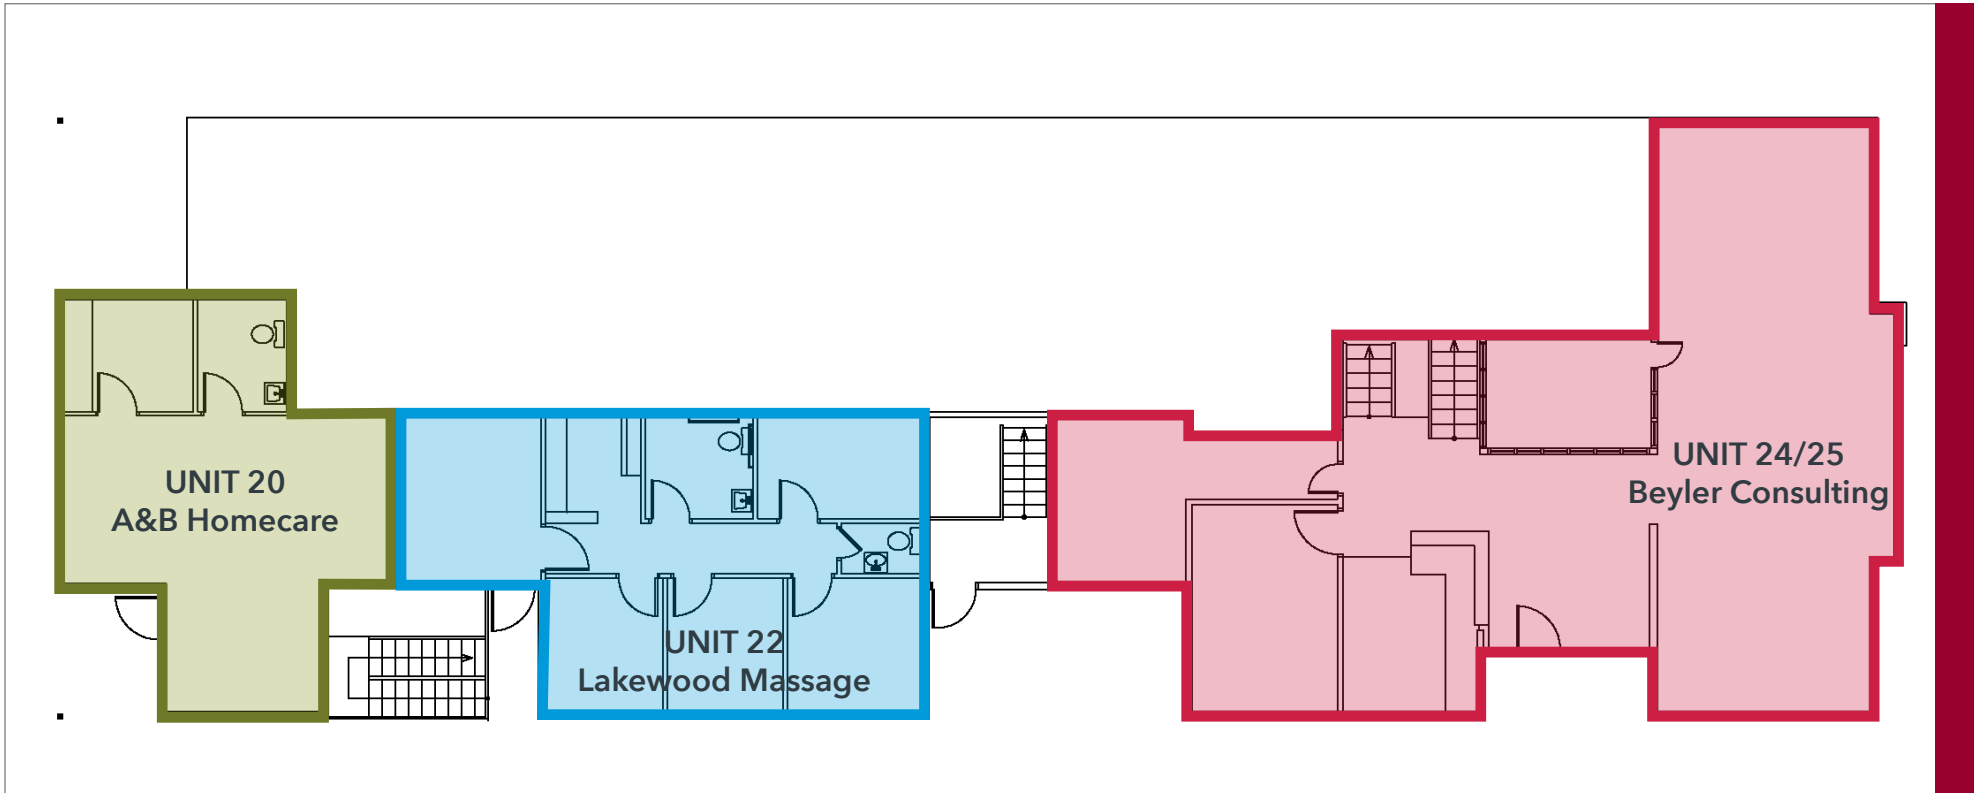 UNIT 20
A&B Homecare
UNIT 22
Lakewood Massage
UNIT 24/25
Beyler Consulting